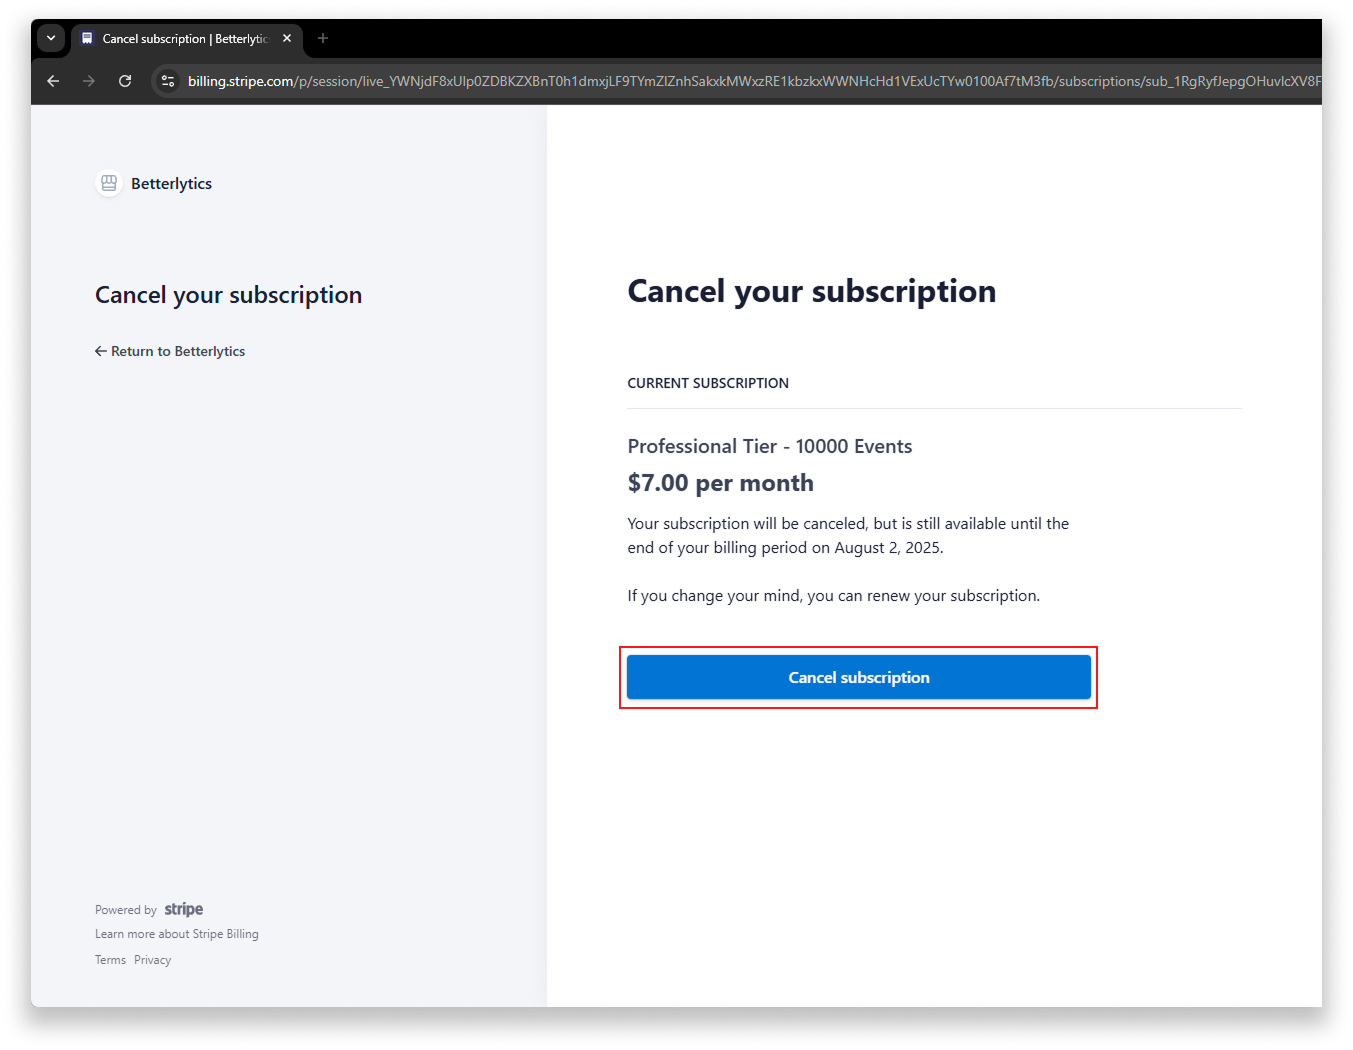 Cancel subscription | Betterlytics
billing.stripe.com/p/session/live_YWNjdF8xUlp0ZDBKZXBnT0h1dmxjLF9TYmZlZnhSakxkMWxzRE1kbzkxWWNHcHd1VExUcTYw0100Af7tM3fb/subscriptions/sub_1RgRyfJepgOHuvlcXV8F
Betterlytics
Cancel your subscription
← Return to Betterlytics
Cancel your subscription
CURRENT SUBSCRIPTION
Professional Tier - 10000 Events
$7.00 per month
Your subscription will be canceled, but is still available until the
end of your billing period on August 2, 2025.
If you change your mind, you can renew your subscription.
Cancel subscription
Powered by stripe
Learn more about Stripe Billing
Terms Privacy